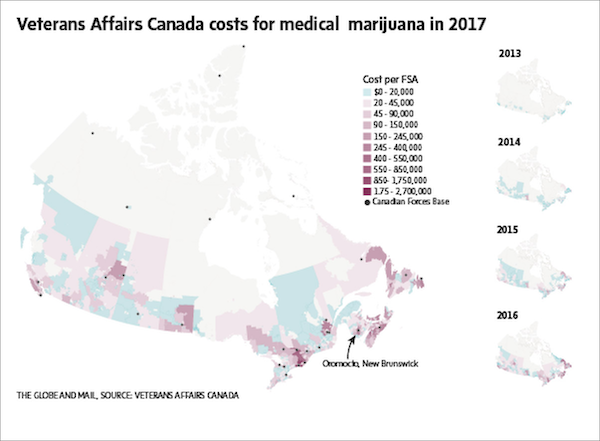 Veterans Affairs Canada costs for medical marijuana in 2017
Cost per FSA
$0 - 20,000
20 - 45,000
45 - 90,000
90 - 150,000
150 - 245,000
245 - 400,000
400 - 550,000
550 - 850,000
850- 1,750,000
1.75 - 2,700,000
Canadian Forces Base
2013
2014
2015
2016
Oromocto, New Brunswick
THE GLOBE AND MAIL, SOURCE: VETERANS AFFAIRS CANADA